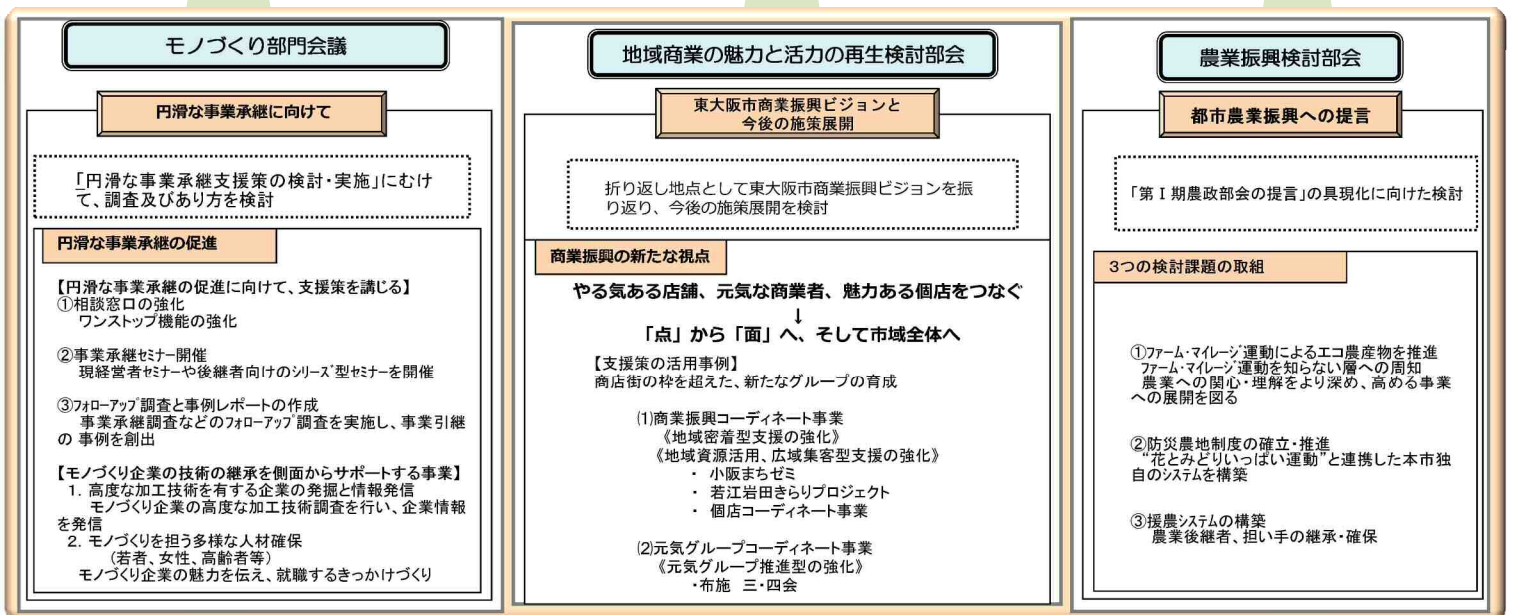 モノづくり部門会議
円滑な事業承継に向けて
「円滑な事業承継支援策の検討・実施」にむけ
て、調査及びあり方を検討
円滑な事業承継の促進
【円滑な事業承継の促進に向けて、支援策を講じる】
①相談窓口の強化
ワンストップ機能の強化
②事業承継セミナー開催
現経営者セミナーや後継者向けのシリーズ型セミナーを開催
③フォローアップ調査と事例レポートの作成
事業承継調査などのフォローアップ調査を実施し、事業引継
の 事例を創出
【モノづくり企業の技術の継承を側面からサポートする事業】
1. 高度な加工技術を有する企業の発掘と情報発信
モノづくり企業の高度な加工技術調査を行い、企業情報
を発信
2. モノづくりを担う多様な人材確保
(若者、女性、高齢者等)
モノづくり企業の魅力を伝え、就職するきっかけづくり
地域商業の魅力と活力の再生検討部会
東大阪市商業振興ビジョンと
今後の施策展開
折り返し地点として東大阪市商業振興ビジョンを振
り返り、今後の施策展開を検討
商業振興の新たな視点
やる気ある店舗、元気な商業者、魅力ある個店をつなぐ
↓
「点」から「面」へ、そして市域全体へ
【支援策の活用事例】
商店街の枠を超えた、新たなグループの育成
(1)商業振興コーディネート事業
《地域密着型支援の強化》
《地域資源活用、広域集客型支援の強化》
・ 小阪まちゼミ
・ 若江岩田きらりプロジェクト
・ 個店コーディネート事業
(2)元気グループコーディネート事業
《元気グループ推進型の強化》
・布施 三・四会
農業振興検討部会
都市農業振興への提言
「第Ⅰ期農政部会の提言」の具現化に向けた検討
3つの検討課題の取組
①ファーム・マイレージ運動によるエコ農産物を推進
ファーム・マイレージ運動を知らない層への周知
農業への関心・理解をより深め、高める事業
への展開を図る
②防災農地制度の確立・推進
“花とみどりいっぱい運動”と連携した本市独
自のシステムを構築
③援農システムの構築
農業後継者、担い手の継承・確保